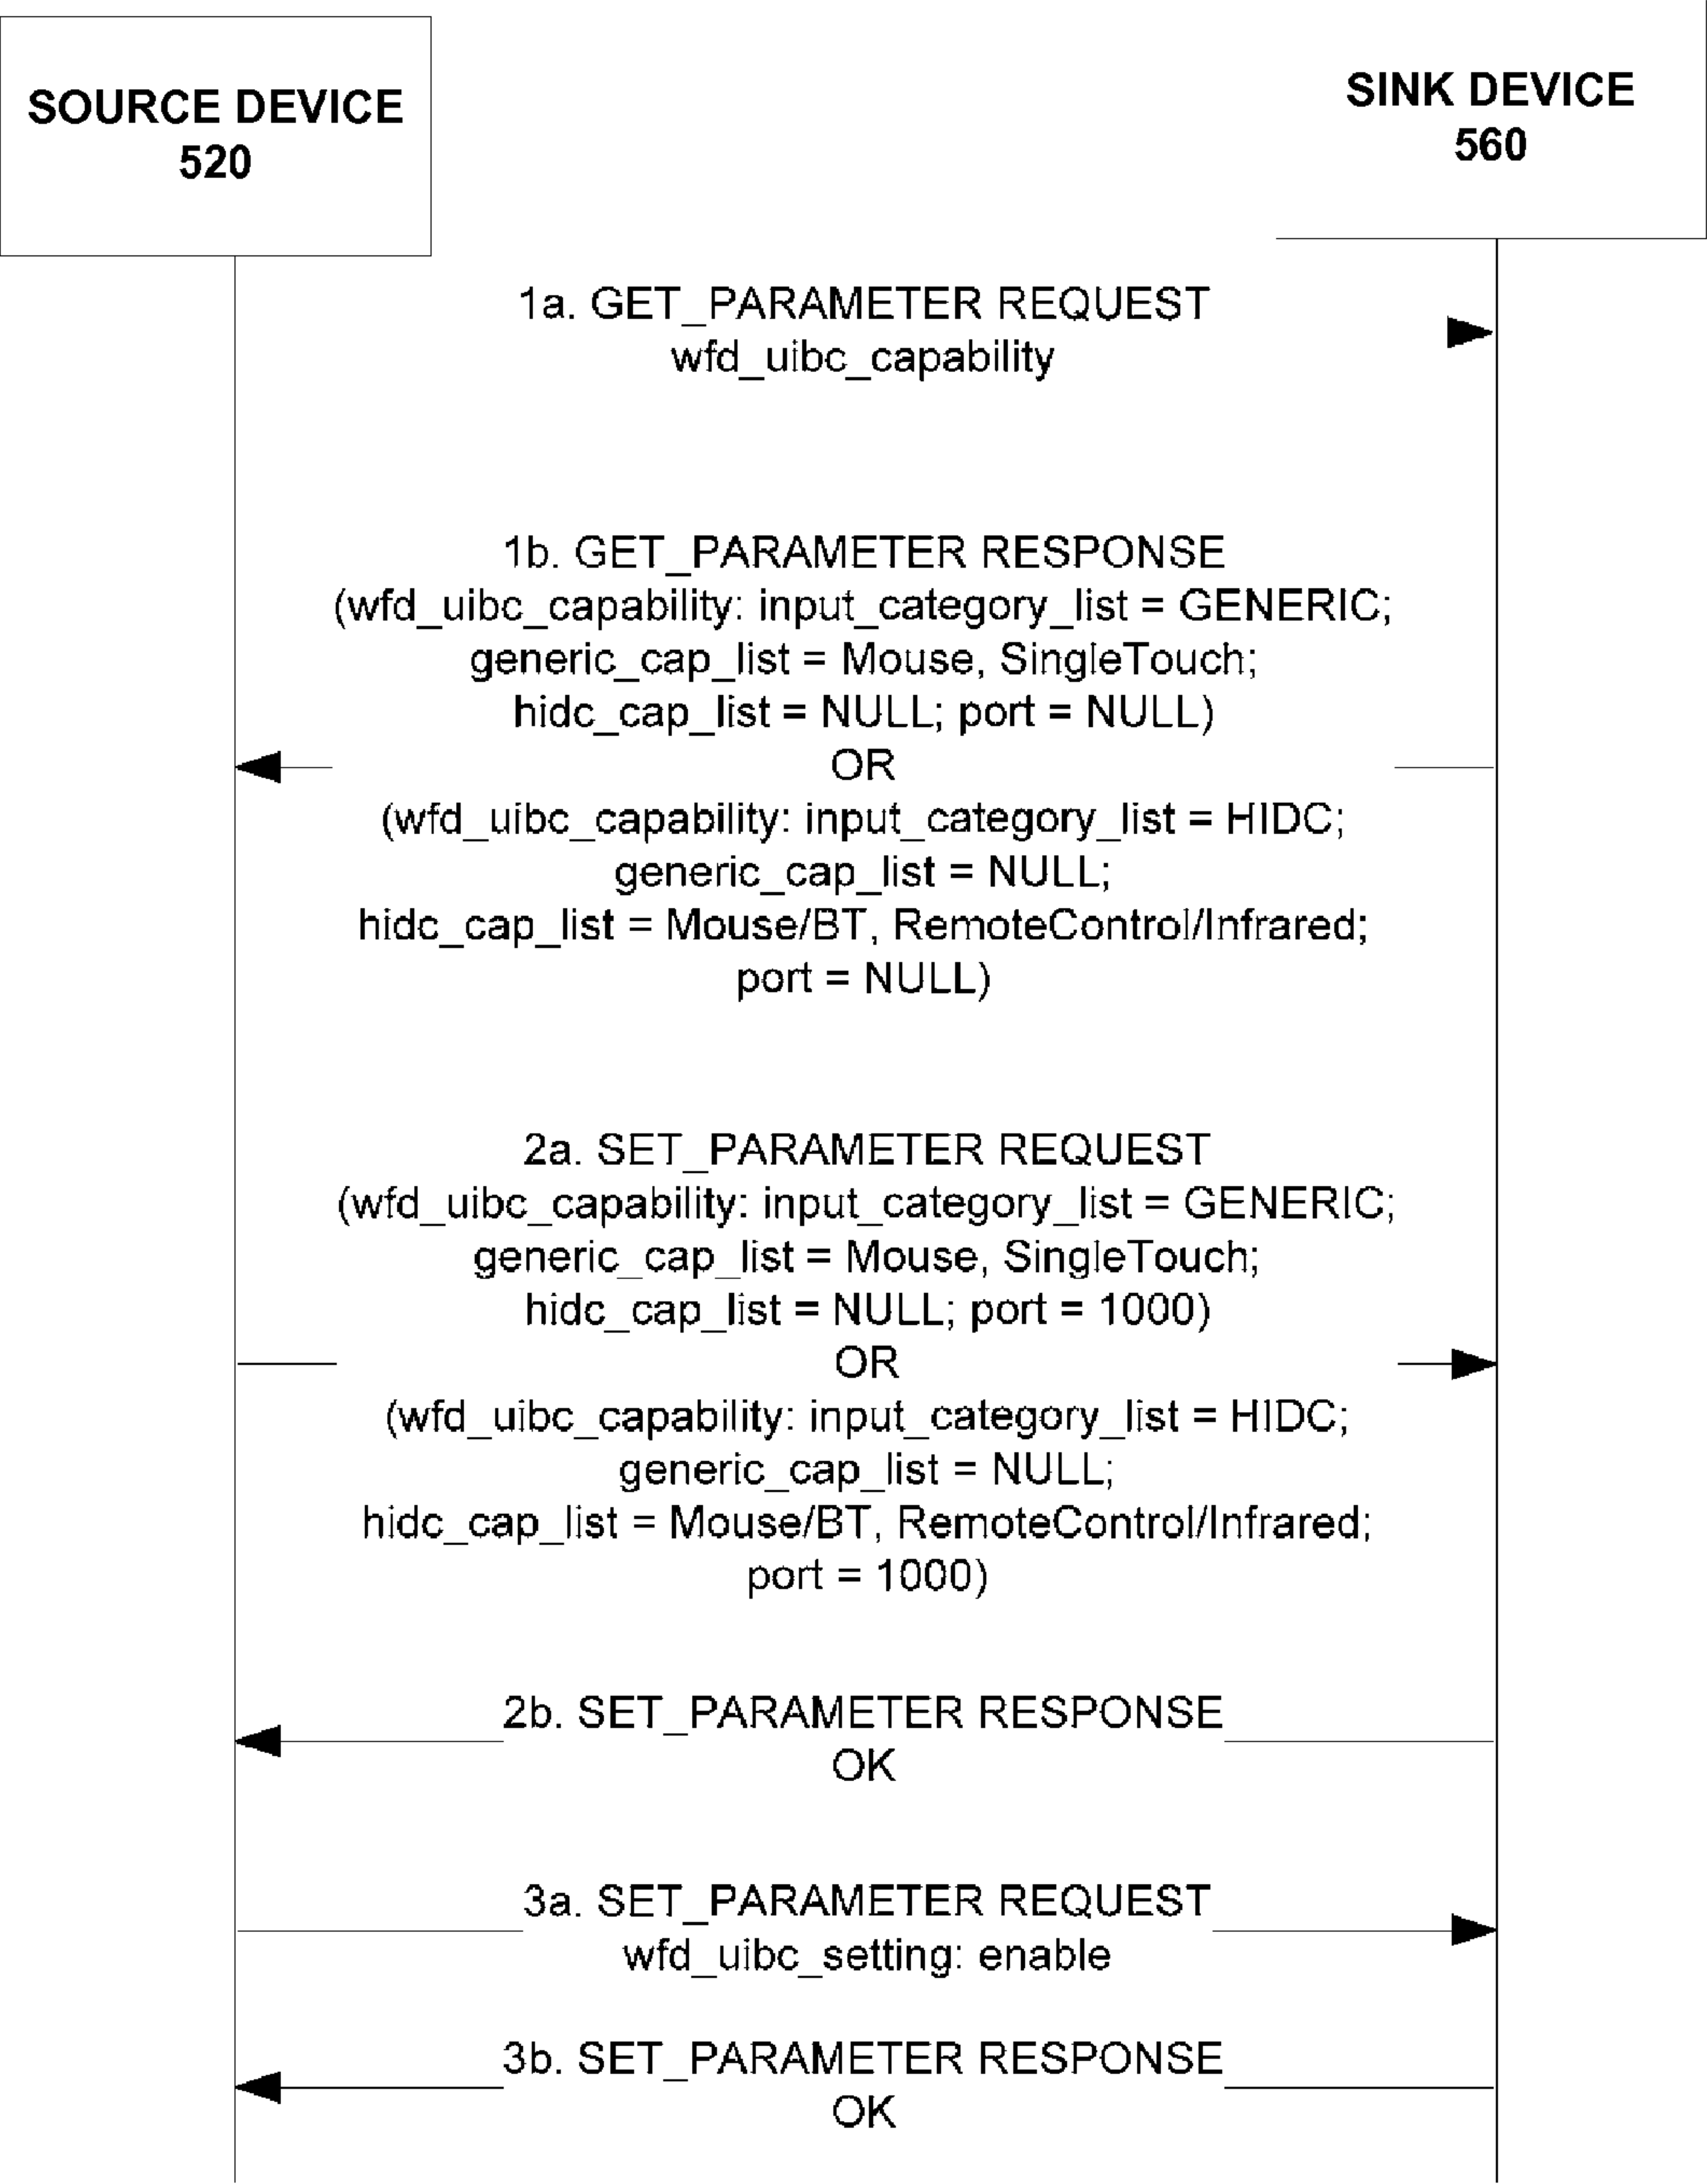 SOURCE DEVICE
520
SINK DEVICE
560
1a. GET_PARAMETER REQUEST
wfd_uibc_capability
1b. GET_PARAMETER RESPONSE
(wfd_uibc_capability: input_category_list = GENERIC;
generic_cap_list = Mouse, SingleTouch;
hidc_cap_list = NULL; port = NULL)
OR
(wfd_uibc_capability: input_category_list = HIDC;
generic_cap_list = NULL;
hidc_cap_list = Mouse/BT, RemoteControl/Infrared;
port = NULL)
2a. SET_PARAMETER REQUEST
(wfd_uibc_capability: input_category_list = GENERIC;
generic_cap_list = Mouse, SingleTouch;
hidc_cap_list = NULL; port = 1000)
OR
(wfd_uibc_capability: input_category_list = HIDC;
generic_cap_list = NULL;
hidc_cap_list = Mouse/BT, RemoteControl/Infrared;
port = 1000)
2b. SET_PARAMETER RESPONSE
OK
3a. SET_PARAMETER REQUEST
wfd_uibc_setting: enable
3b. SET_PARAMETER RESPONSE
OK